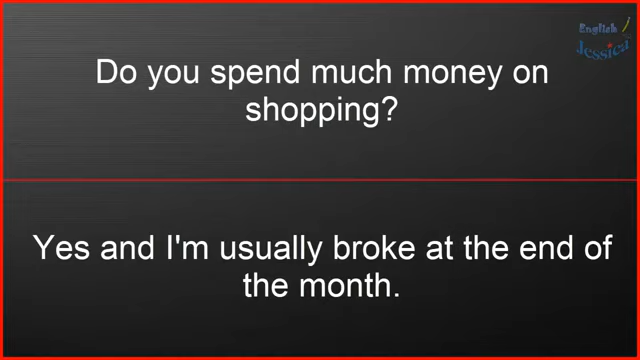 English
Jessica
Do you spend much money on
shopping?
Yes and I'm usually broke at the end of
the month.